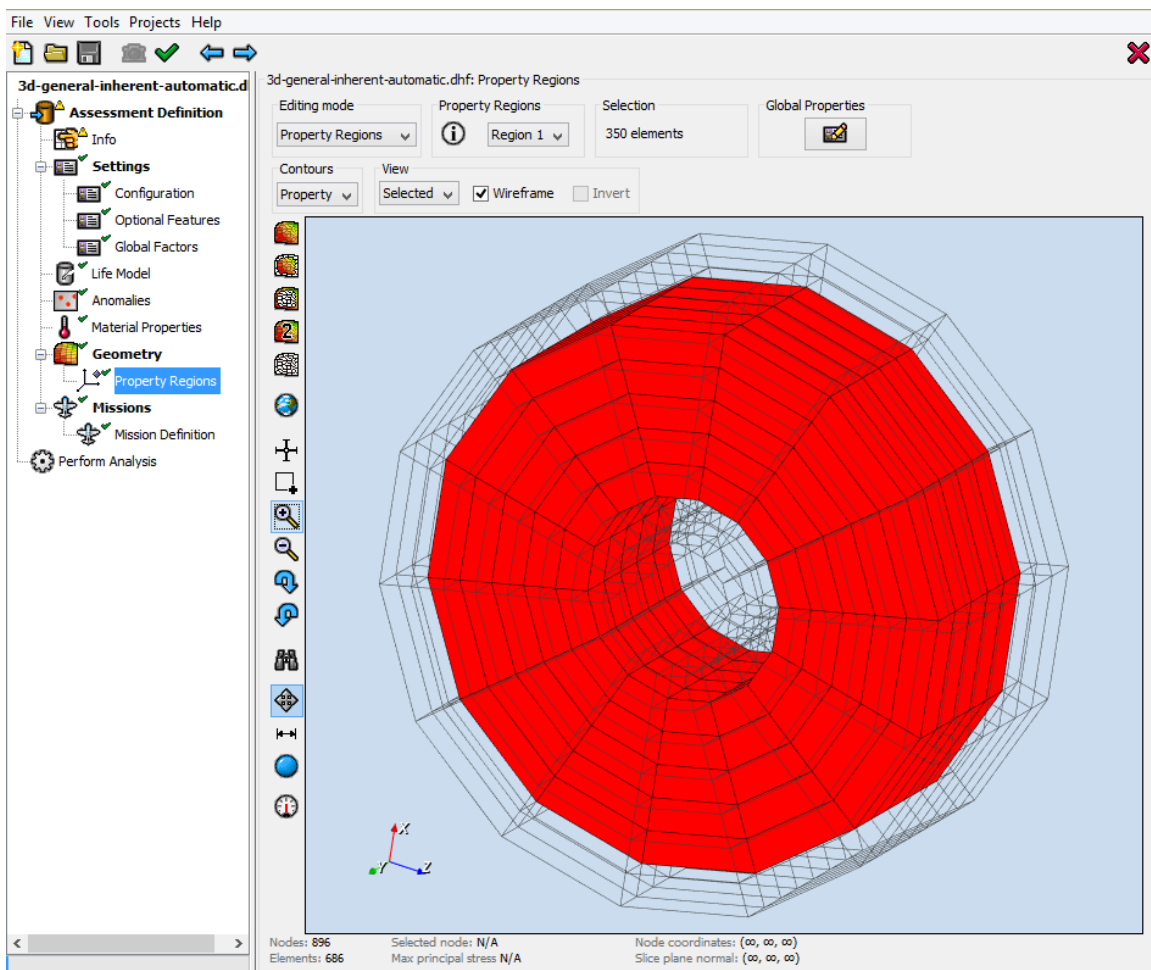 File View Tools Projects Help
3d-general-inherent-automatic.d
Assessment Definition
Info
Settings
Configuration
Optional Features
Global Factors
Life Model
Anomalies
Material Properties
Geometry
Property Regions
Missions
Mission Definition
Perform Analysis
3d-general-inherent-automatic.dhf: Property Regions
Editing mode Property Regions Selection Global Properties
Property Regions Region 1 350 elements
Contours View
Property Selected Wireframe Invert
2
X
Y
Z
Nodes: 896 Selected node: N/A Node coordinates: (∞, ∞, ∞)
Elements: 686 Max principal stress N/A Slice plane normal: (∞, ∞, ∞)